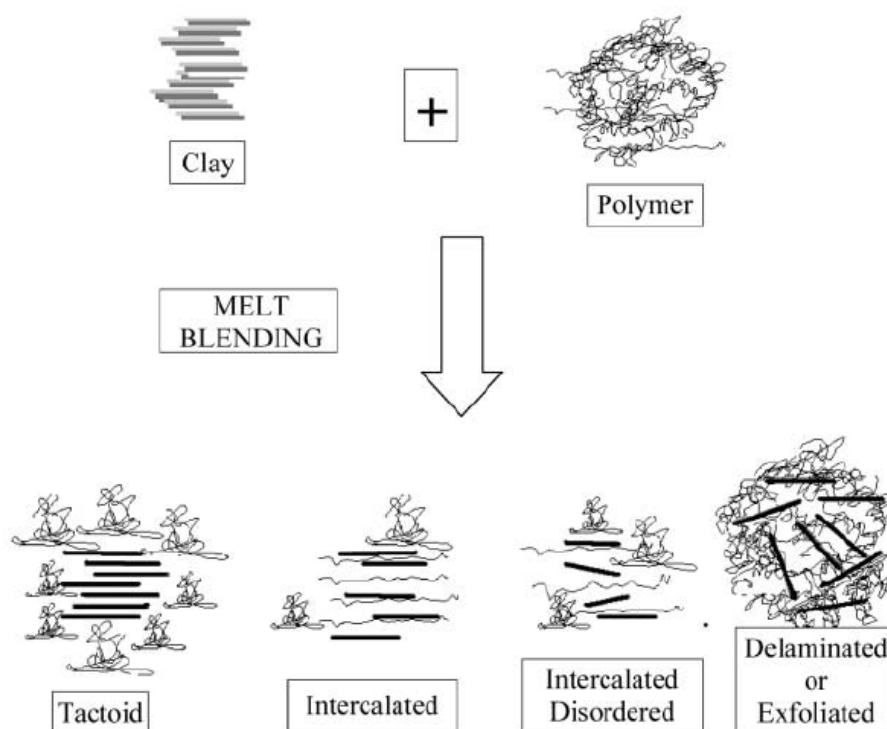 Clay
+
Polymer
MELT
BLENDING
Tactoid
Intercalated
Intercalated
Disordered
Delaminated
or
Exfoliated